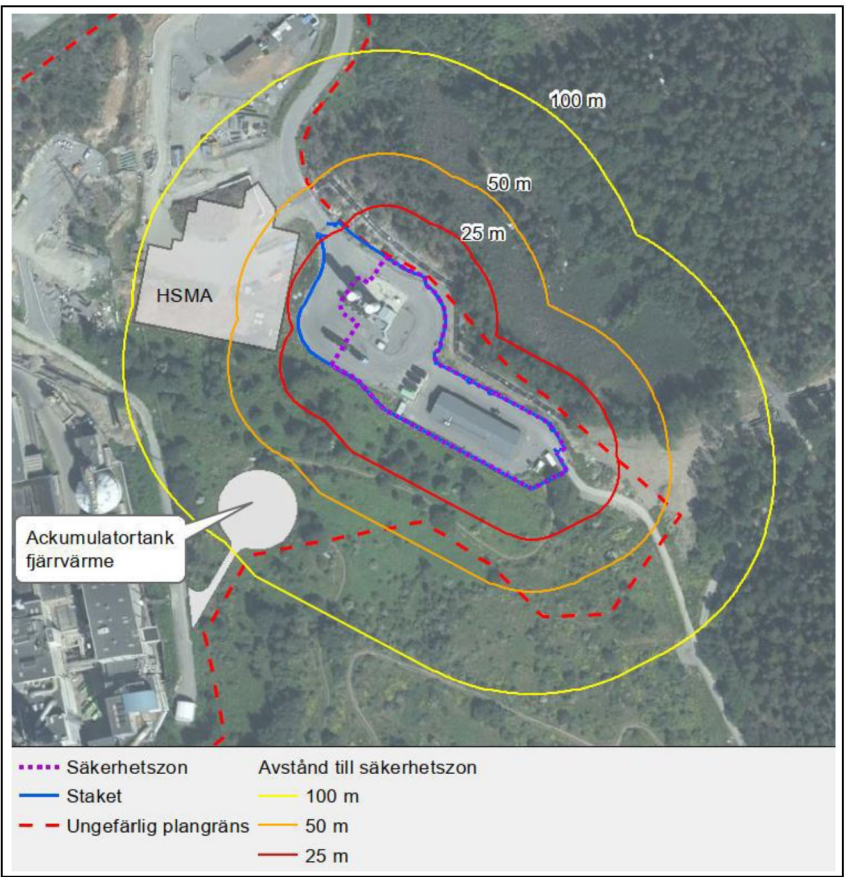 100 m
50 m
25 m
HSMA
Ackumulatortank
fjärrvärme
Säkerhetszon
Staket
Ungefärlig plangräns
Avstånd till säkerhetszon
100 m
50 m
25 m